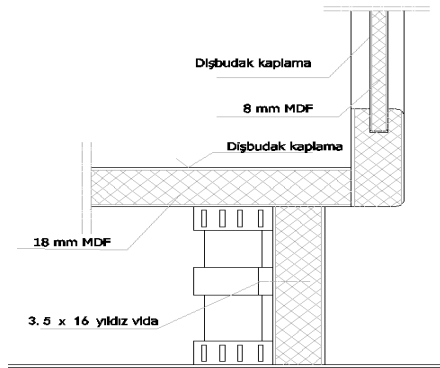 Dişbudak kaplama
8 mm MDF
Dişbudak kaplama
18 mm MDF
3. 5 x 16 yıldız vida